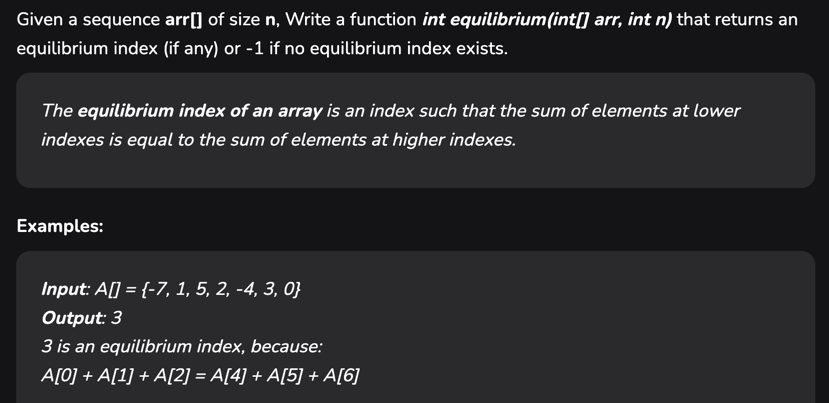 Given a sequence arr[] of size n, Write a function int equilibrium(int[] arr, int n) that returns an
equilibrium index (if any) or -1 if no equilibrium index exists.
The equilibrium index of an array is an index such that the sum of elements at lower
indexes is equal to the sum of elements at higher indexes.
Examples:
Input: A[] = {-7, 1, 5, 2, -4, 3, 0}
Output: 3
3 is an equilibrium index, because:
A[0] + A[1] + A[2] = A[4] + A[5] + A[6]